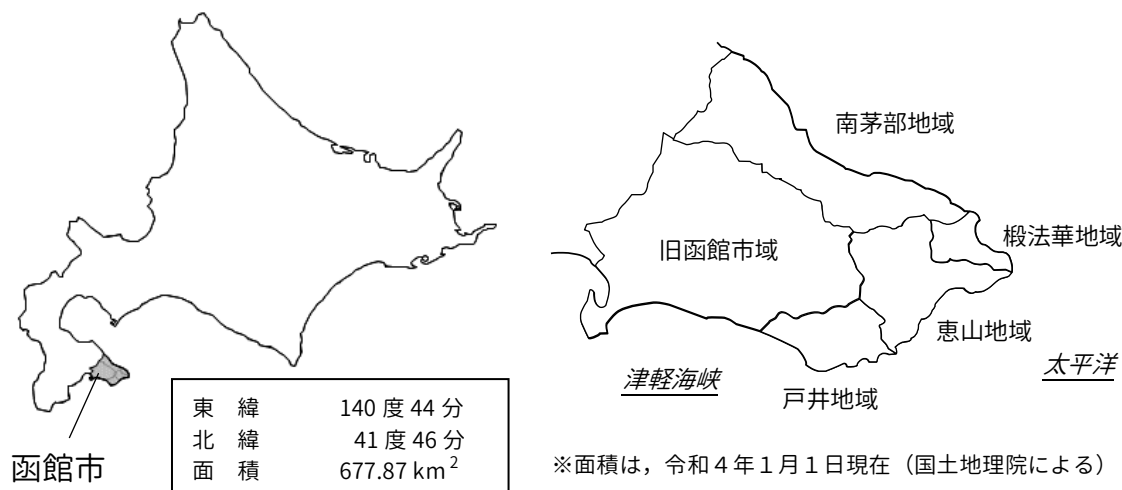 函館市
東　緯　140 度 44 分
北　緯　41 度 46 分
面　積　677.87 km²
南茅部地域
旧函館市域
椴法華地域
恵山地域
戸井地域
津軽海峡
太平洋
※面積は，令和４年１月１日現在（国土地理院による）